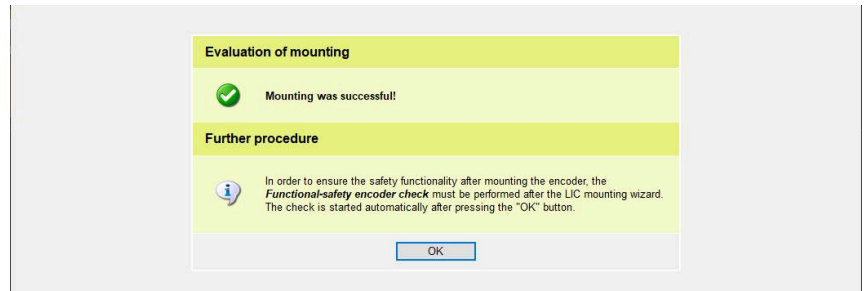 Evaluation of mounting
Mounting was successful!
Further procedure
In order to ensure the safety functionality after mounting the encoder, the
Functional-safety encoder check must be performed after the LIC mounting wizard.
The check is started automatically after pressing the "OK" button.
OK